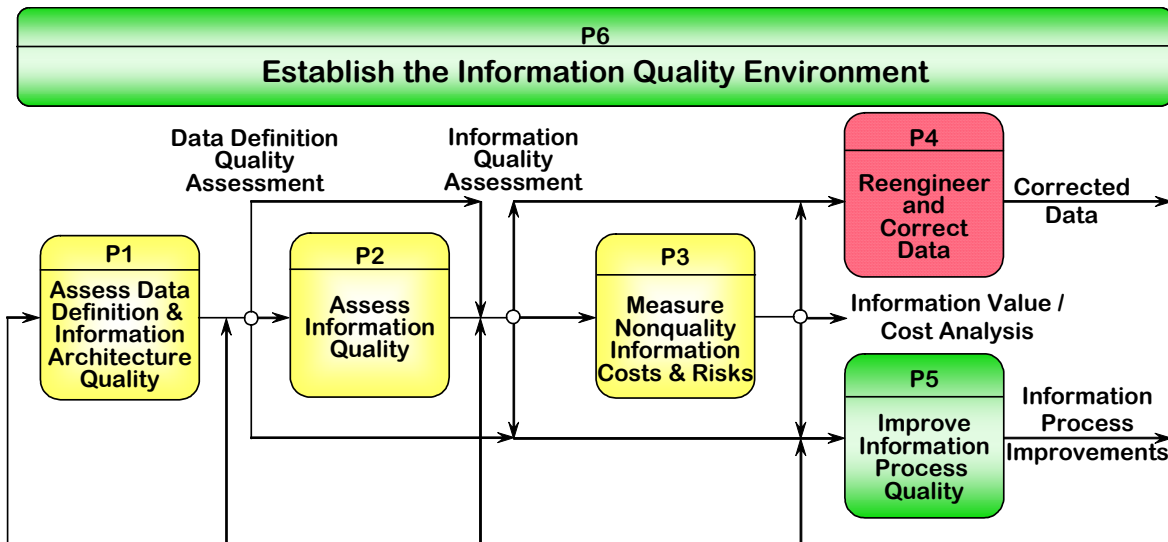 P6
Establish the Information Quality Environment
Data Definition
Quality
Assessment
Information
Quality
Assessment
P1
Assess Data
Definition &
Information
Architecture
Quality
P2
Assess
Information
Quality
P3
Measure
Nonquality
Information
Costs & Risks
P4
Reengineer
and
Correct
Data
Corrected
Data
Information Value /
Cost Analysis
P5
Improve
Information
Process
Quality
Information
Process
Improvements